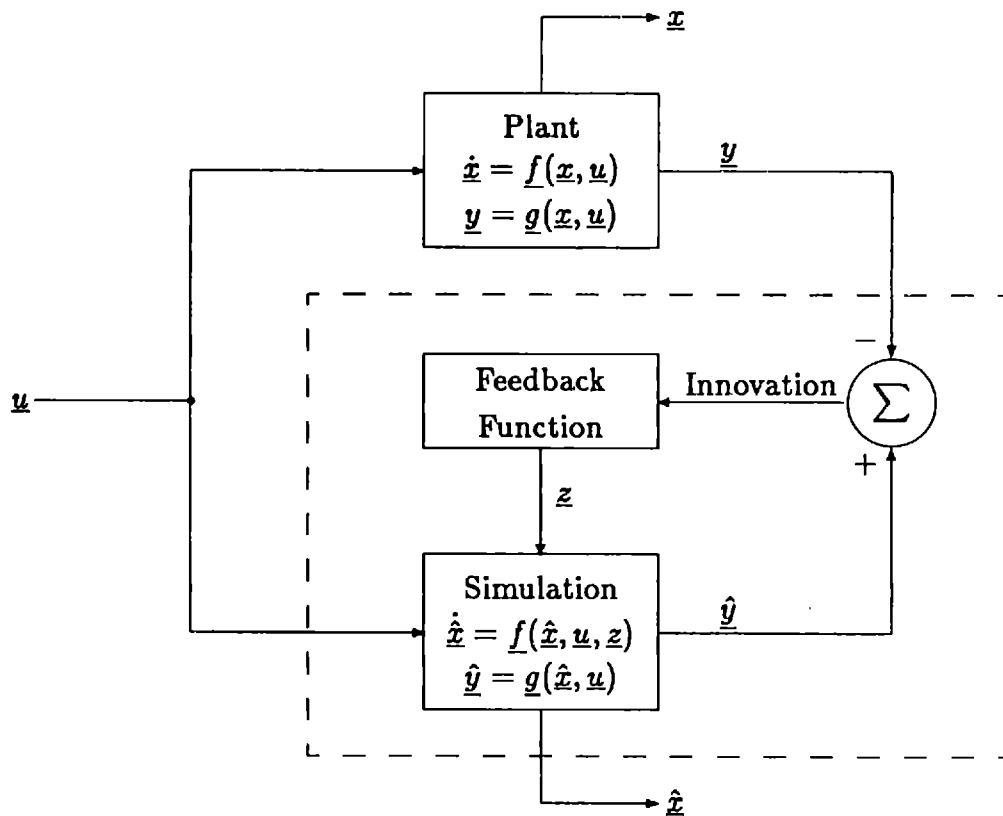 x̲
Plant
ẋ̲ = f̲(x̲, u̲)
y̲ = g̲(x̲, u̲)
y̲
−
Feedback
Function
Innovation
Σ
u̲
+
z̲
Simulation
x̲̂̇ = f̲(x̲̂, u̲, z̲)
ŷ̲ = g̲(x̲̂, u̲)
ŷ̲
x̲̂